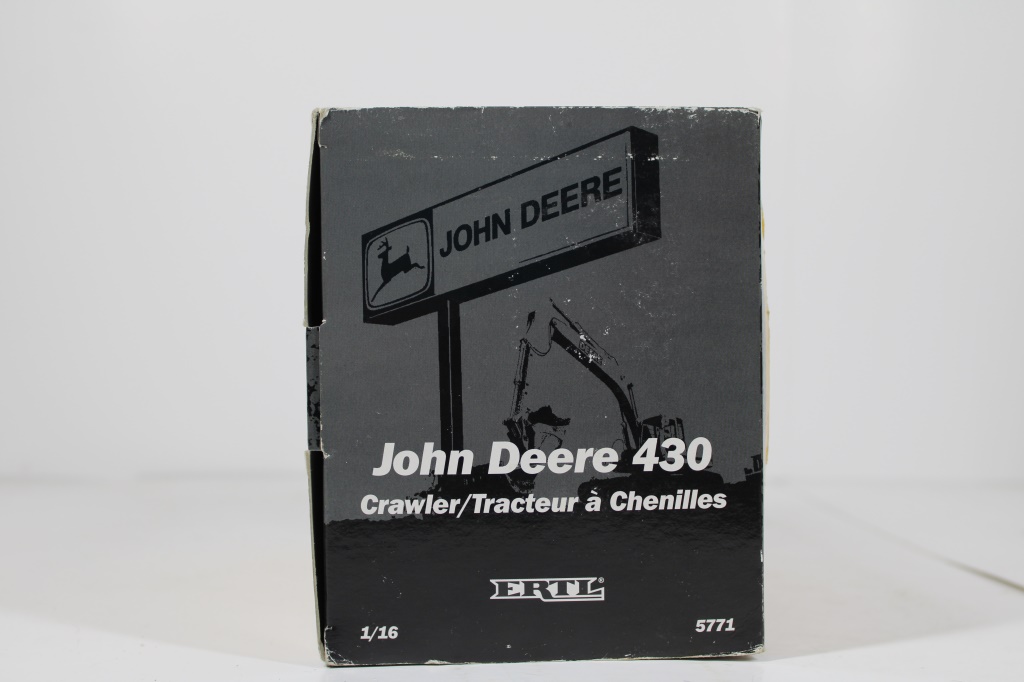 JOHN DEERE
John Deere 430
Crawler/Tracteur à Chenilles
ERTL®
1/16
5771